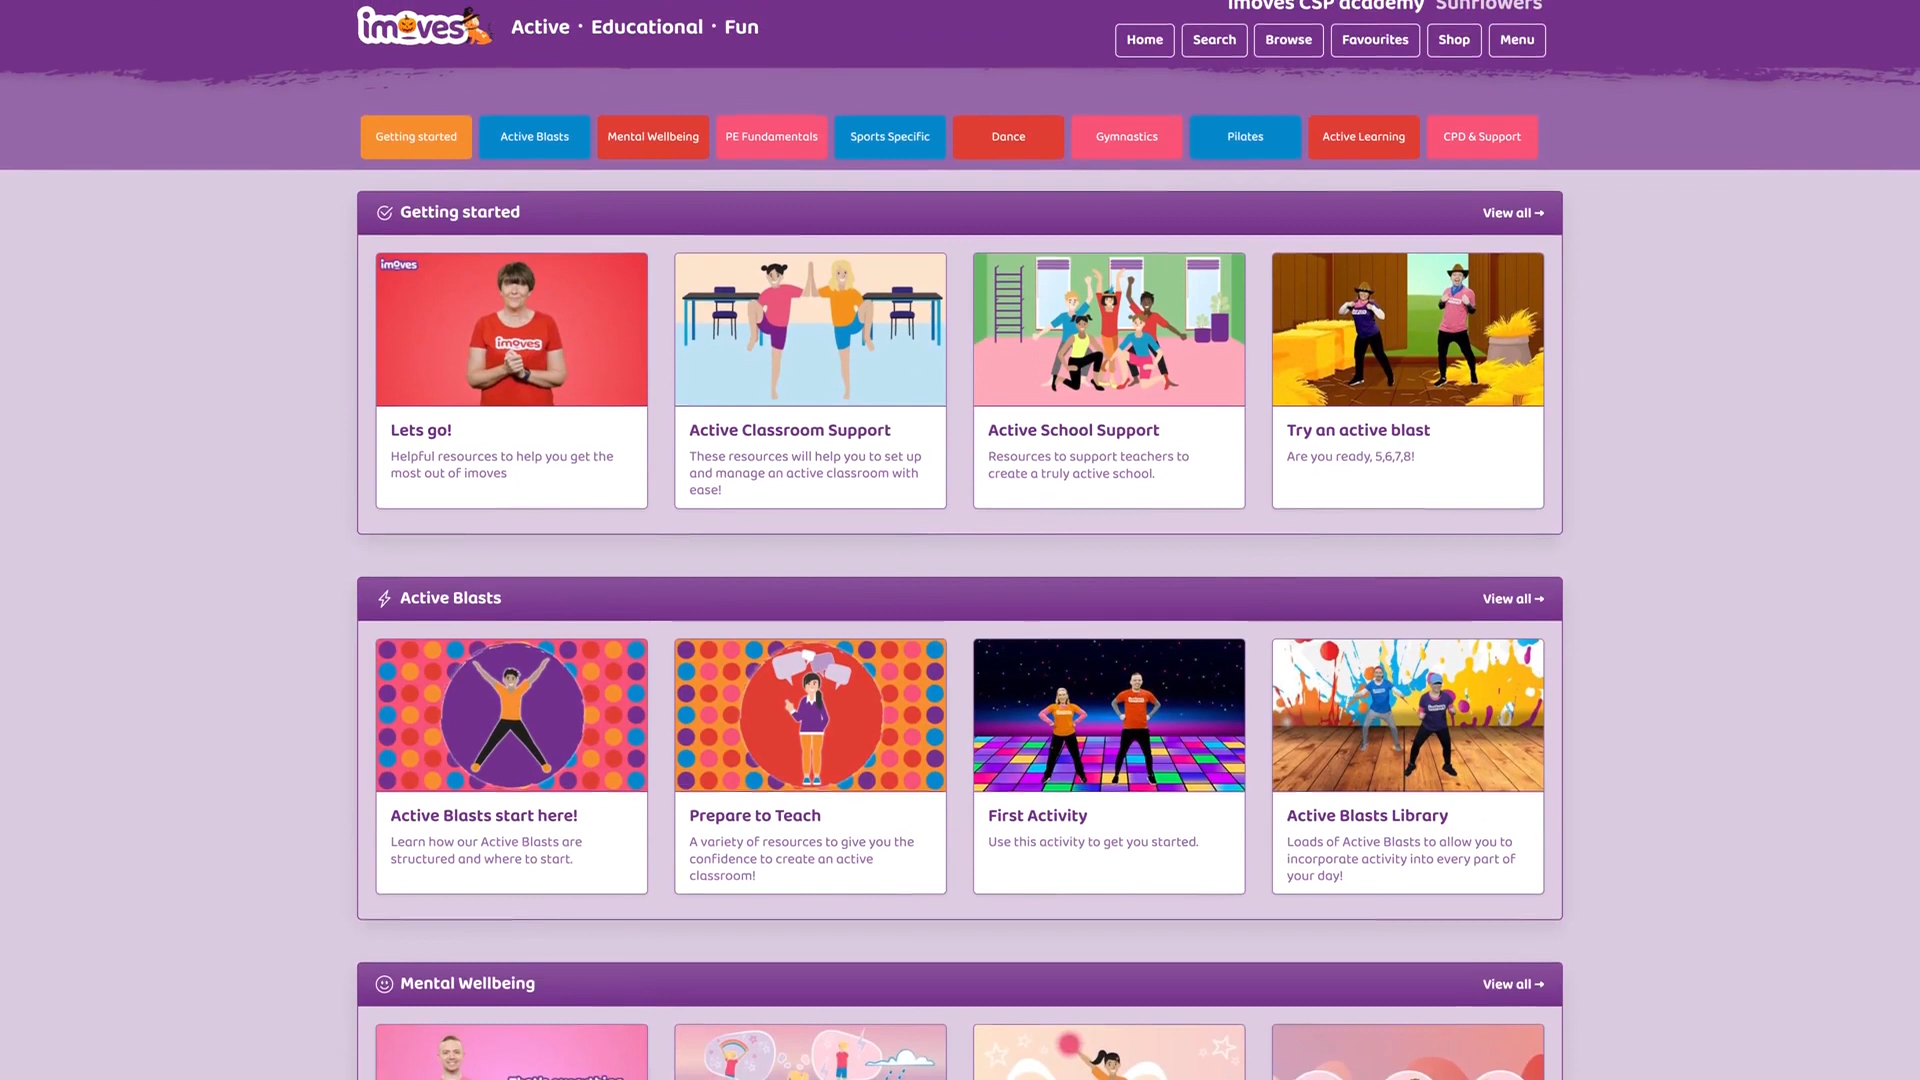 imoves CSP academy Sunflowers
imoves
Active · Educational · Fun
Home Search Browse Favourites Shop Menu
Getting started Active Blasts Mental Wellbeing PE Fundamentals Sports Specific Dance Gymnastics Pilates Active Learning CPD & Support
Getting started
View all →
imoves
imoves
Lets go!
Helpful resources to help you get the
most out of imoves
Active Classroom Support
These resources will help you to set up
and manage an active classroom with
ease!
Active School Support
Resources to support teachers to
create a truly active school.
Try an active blast
Are you ready, 5,6,7,8!
Active Blasts
View all →
Active Blasts start here!
Learn how our Active Blasts are
structured and where to start.
Prepare to Teach
A variety of resources to give you the
confidence to create an active
classroom!
First Activity
Use this activity to get you started.
Active Blasts Library
Loads of Active Blasts to allow you to
incorporate activity into every part of
your day!
Mental Wellbeing
View all →